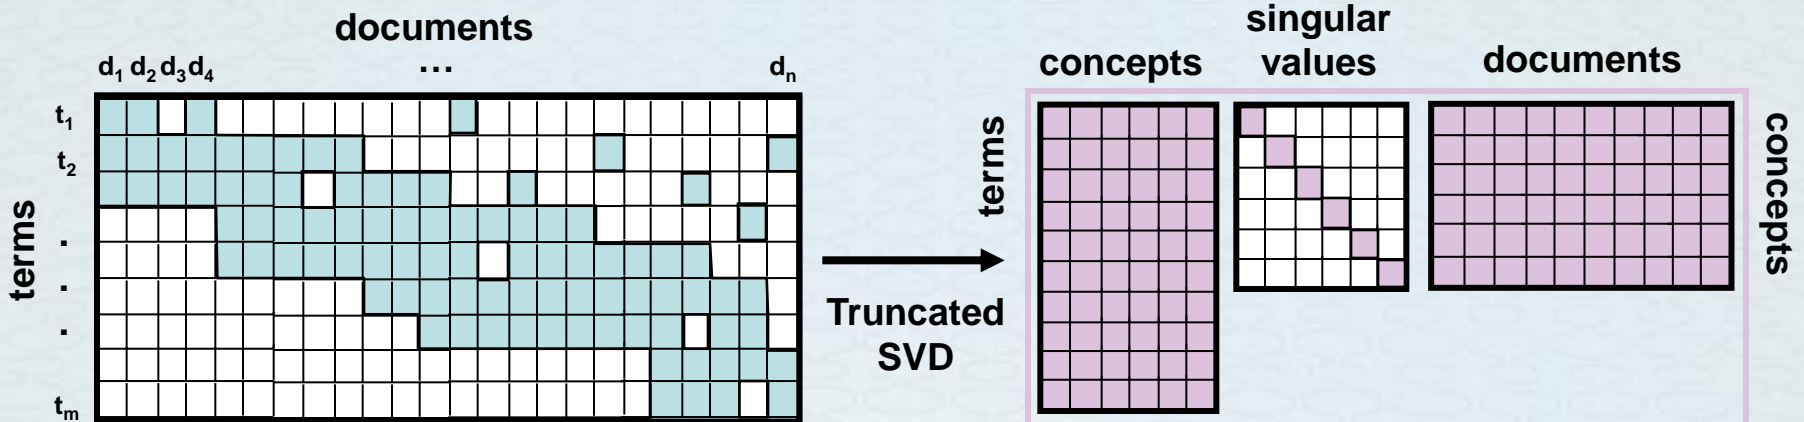 documents
d1 d2 d3 d4 ... dn
terms
t1
t2
.
.
.
tm
Truncated
SVD
concepts
singular
values
documents
terms
concepts